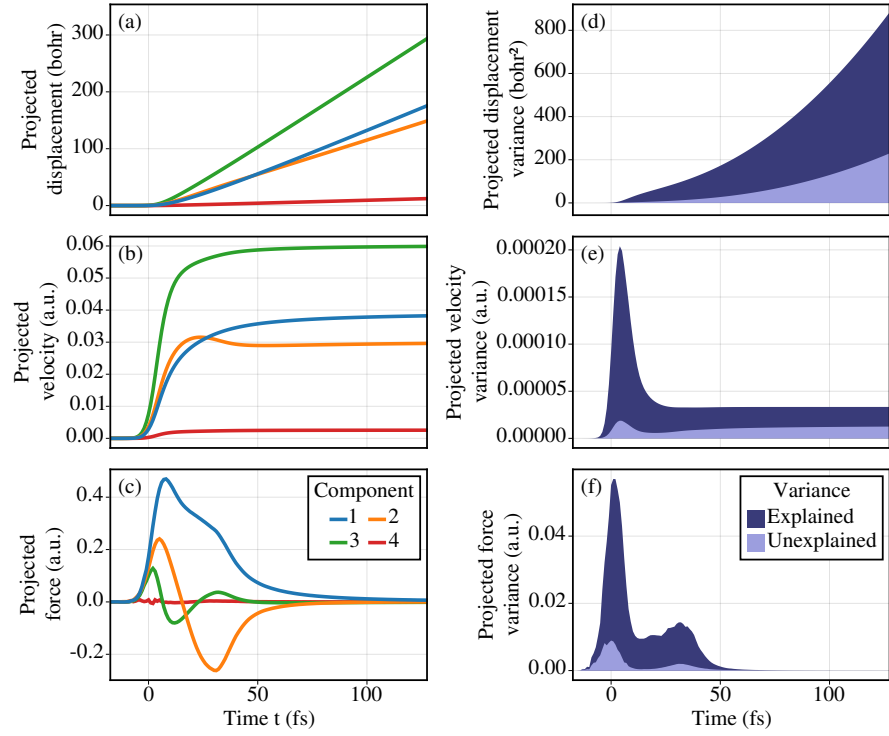 (a)
Projected
displacement (bohr)
300
200
100
0
(b)
Projected
velocity (a.u.)
0.06
0.05
0.04
0.03
0.02
0.01
0.00
(c)
Projected
force (a.u.)
0.4
0.2
0.0
-0.2
Component
1 2
3 4
0 50 100
Time t (fs)
(d)
Projected displacement
variance (bohr²)
800
600
400
200
0
(e)
Projected velocity
variance (a.u.)
0.00020
0.00015
0.00010
0.00005
0.00000
(f)
Projected force
variance (a.u.)
0.04
0.02
0.00
Variance
Explained
Unexplained
0 50 100
Time (fs)